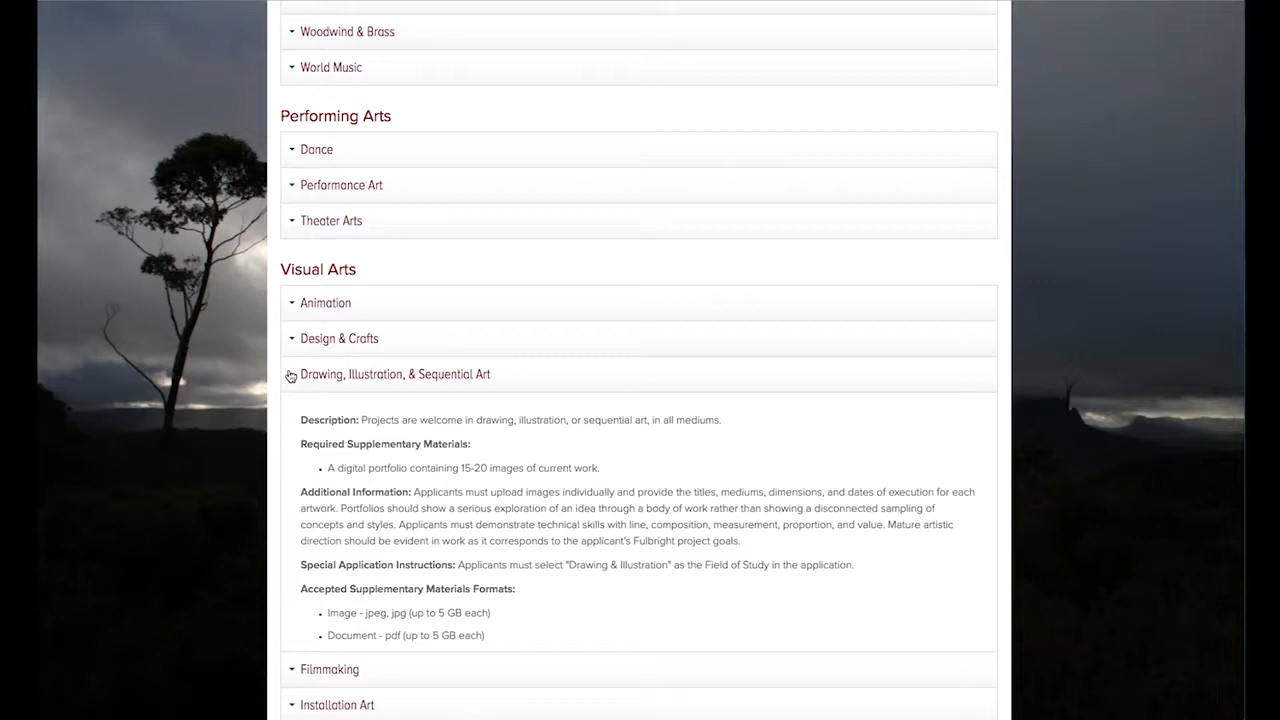 Woodwind & Brass
World Music
Performing Arts
Dance
Performance Art
Theater Arts
Visual Arts
Animation
Design & Crafts
Drawing, Illustration, & Sequential Art
Description: Projects are welcome in drawing, illustration, or sequential art, in all mediums.
Required Supplementary Materials:
• A digital portfolio containing 15-20 images of current work.
Additional Information: Applicants must upload images individually and provide the titles, mediums, dimensions, and dates of execution for each
artwork. Portfolios should show a serious exploration of an idea through a body of work rather than showing a disconnected sampling of
concepts and styles. Applicants must demonstrate technical skills with line, composition, measurement, proportion, and value. Mature artistic
direction should be evident in work as it corresponds to the applicant's Fulbright project goals.
Special Application Instructions: Applicants must select "Drawing & Illustration" as the Field of Study in the application.
Accepted Supplementary Materials Formats:
• Image - jpeg, jpg (up to 5 GB each)
• Document - pdf (up to 5 GB each)
Filmmaking
Installation Art